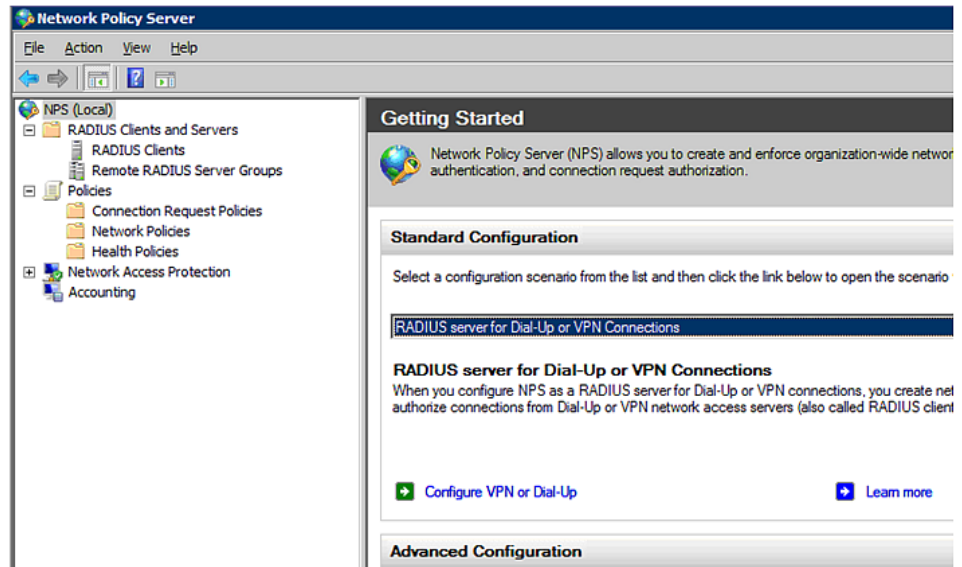 Network Policy Server
File Action View Help
NPS (Local)
RADIUS Clients and Servers
RADIUS Clients
Remote RADIUS Server Groups
Policies
Connection Request Policies
Network Policies
Health Policies
Network Access Protection
Accounting
Getting Started
Network Policy Server (NPS) allows you to create and enforce organization-wide networ
authentication, and connection request authorization.
Standard Configuration
Select a configuration scenario from the list and then click the link below to open the scenario
RADIUS server for Dial-Up or VPN Connections
RADIUS server for Dial-Up or VPN Connections
When you configure NPS as a RADIUS server for Dial-Up or VPN connections, you create net
authorize connections from Dial-Up or VPN network access servers (also called RADIUS client
Configure VPN or Dial-Up
Learn more
Advanced Configuration